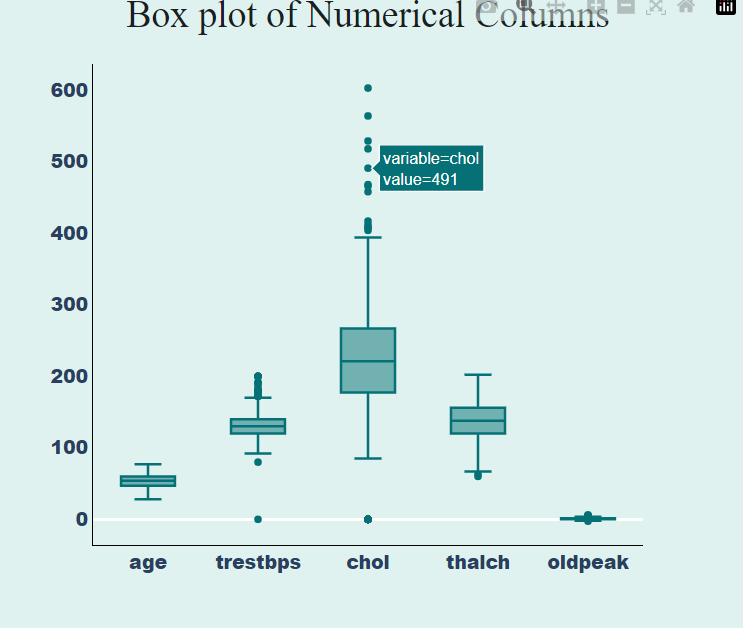 Box plot of Numerical Columns
600
500
variable=chol
value=491
400
300
200
100
0
age trestbps chol thalch oldpeak